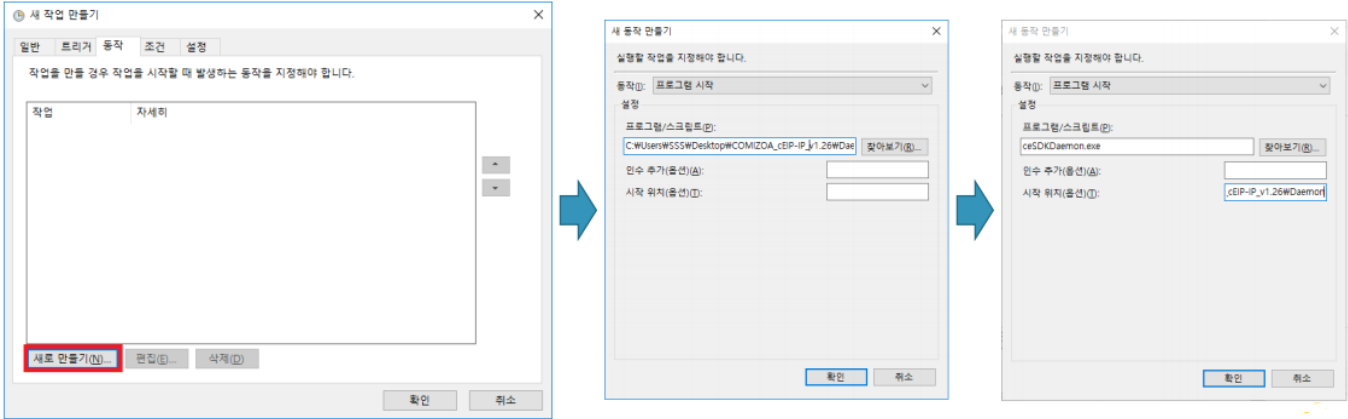 새 작업 만들기
일반 트리거 동작 조건 설정
작업을 만들 경우 작업을 시작할 때 발생하는 동작을 지정해야 합니다.
작업 자세히
새로 만들기(N)... 편집(E)... 삭제(D)
확인 취소
새 동작 만들기
실행할 작업을 지정해야 합니다.
동작(I): 프로그램 시작
설정
프로그램/스크립트(P):
C:₩Users₩SSS₩Desktop₩COMIZOA_cEIP-IP_v1.26₩Dae 찾아보기(R)...
인수 추가(옵션)(A):
시작 위치(옵션)(T):
확인 취소
새 동작 만들기
실행할 작업을 지정해야 합니다.
동작(I): 프로그램 시작
설정
프로그램/스크립트(P):
ceSDKDaemon.exe 찾아보기(R)...
인수 추가(옵션)(A):
시작 위치(옵션)(T): _cEIP-IP_v1.26₩Daemon
확인 취소